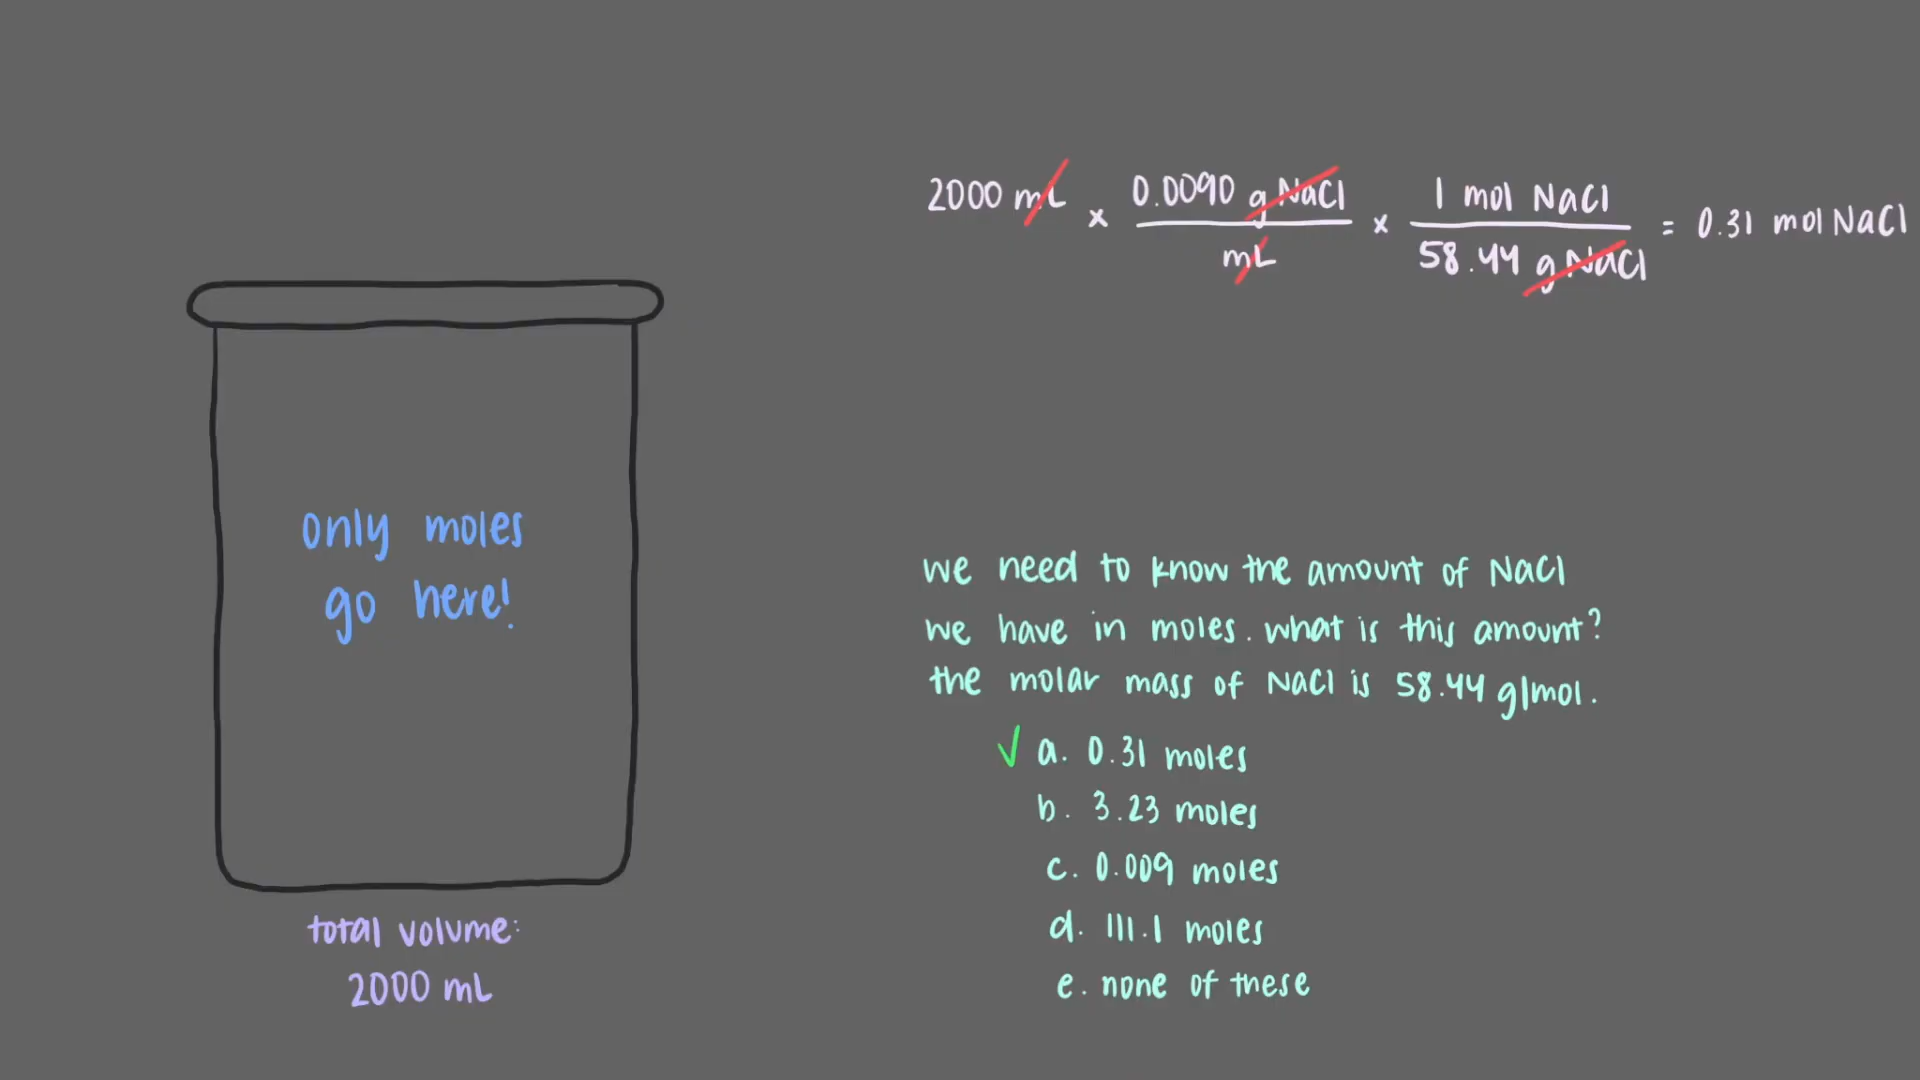 2000 mL x 0.0090 g NaCl / mL x 1 mol NaCl / 58.44 g NaCl = 0.31 mol NaCl
only moles
go here!
total volume:
2000 mL
we need to know the amount of NaCl
we have in moles. what is this amount?
the molar mass of NaCl is 58.44 g/mol.
✓ a. 0.31 moles
b. 3.23 moles
c. 0.009 moles
d. 111.1 moles
e. none of these